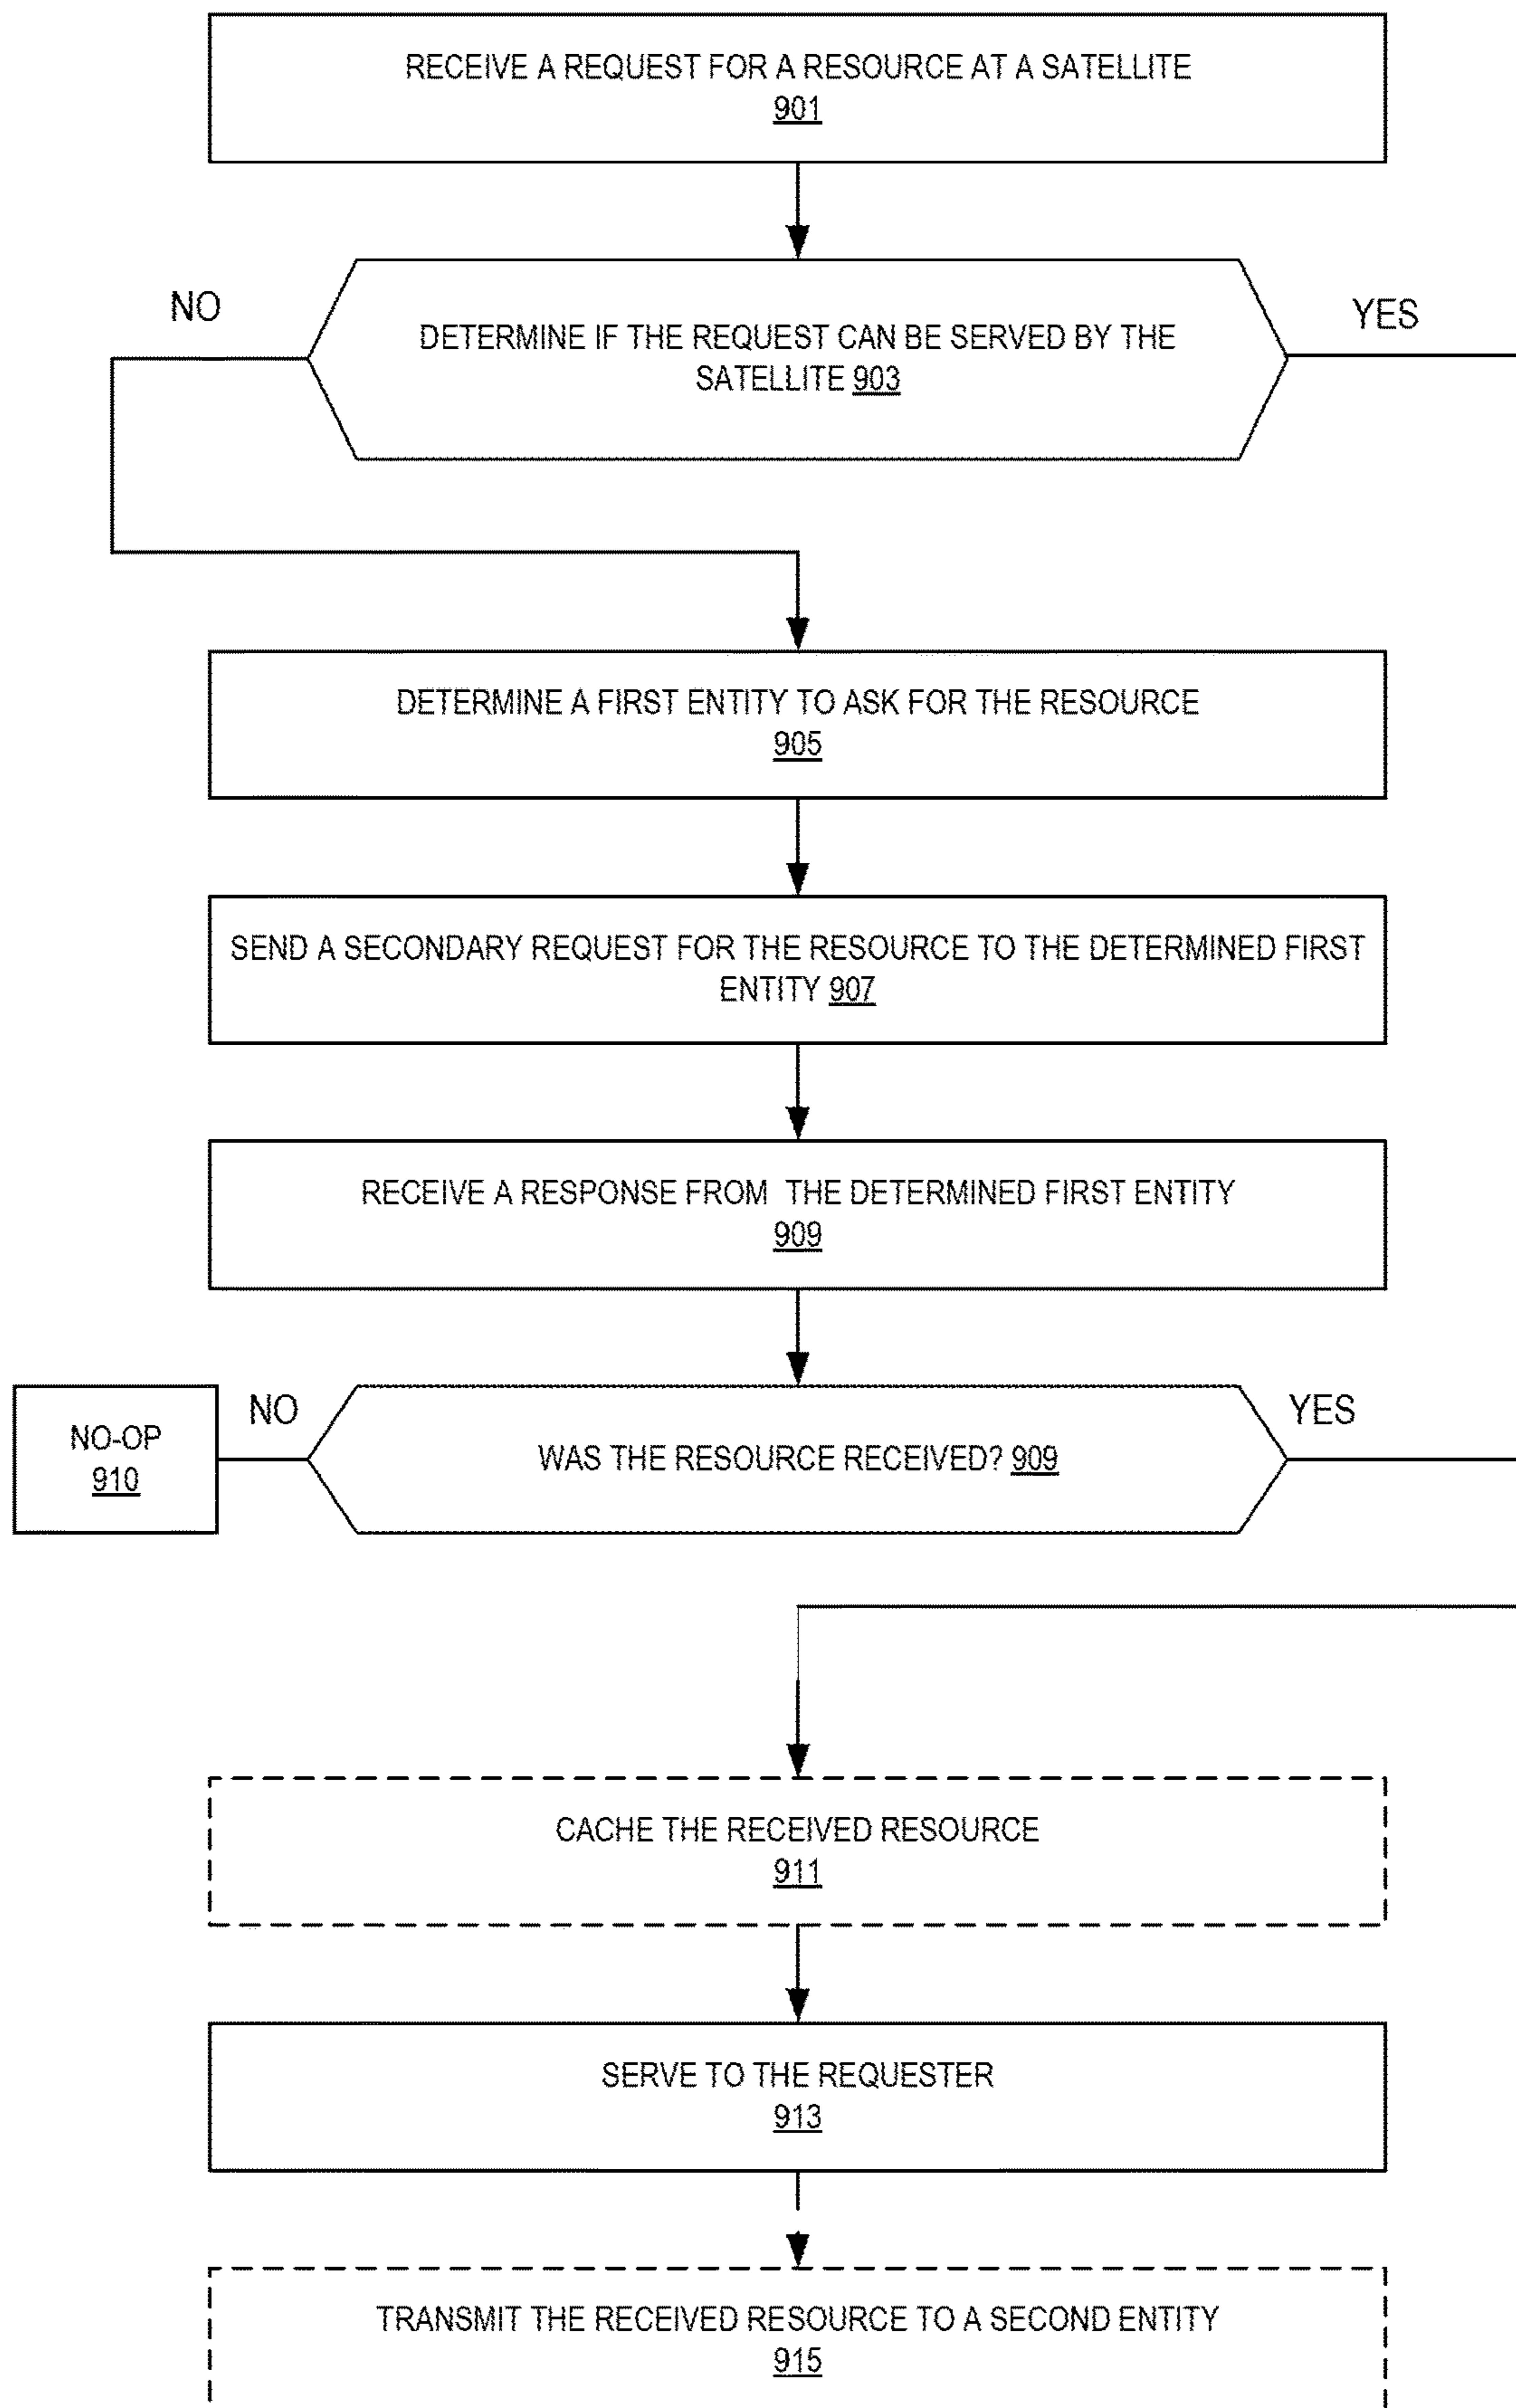 RECEIVE A REQUEST FOR A RESOURCE AT A SATELLITE
901
NO
YES
DETERMINE IF THE REQUEST CAN BE SERVED BY THE
SATELLITE 903
DETERMINE A FIRST ENTITY TO ASK FOR THE RESOURCE
905
SEND A SECONDARY REQUEST FOR THE RESOURCE TO THE DETERMINED FIRST
ENTITY 907
RECEIVE A RESPONSE FROM THE DETERMINED FIRST ENTITY
909
NO-OP
910
NO
WAS THE RESOURCE RECEIVED? 909
YES
CACHE THE RECEIVED RESOURCE
911
SERVE TO THE REQUESTER
913
TRANSMIT THE RECEIVED RESOURCE TO A SECOND ENTITY
915